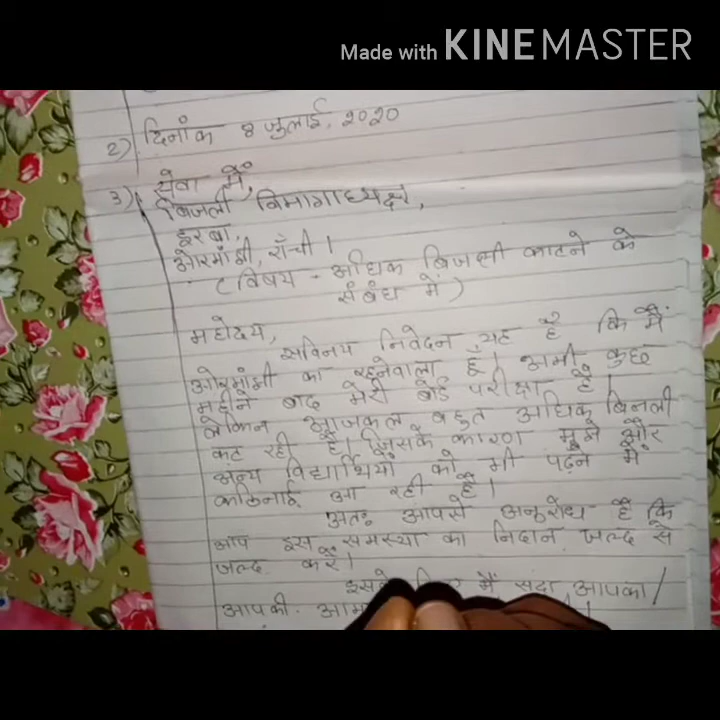 Made with KINEMASTER
2) दिनांक 8 जुलाई, २०२०
3) सेवा में,
बिजली विभागाध्यक्ष,
इरबा,
ओरमाँझी, राँची।
(विषय - अधिक बिजली काटने के
संबंध में)
महोदय,
सविनय निवेदन यह है कि मैं
ओरमाँझी का रहनेवाला हूँ। अभी कुछ
महीने बाद मेरी बोर्ड परीक्षा है।
लेकिन आजकल बहुत अधिक बिजली
कट रही है। जिसके कारण मुझे और
अन्य विद्यार्थियों को भी पढ़ने में
कठिनाई आ रही है।
अतः आपसे अनुरोध है कि
आप इस समस्या का निदान जल्द से
जल्द करें।
मैं सदा आपका/
आपकी